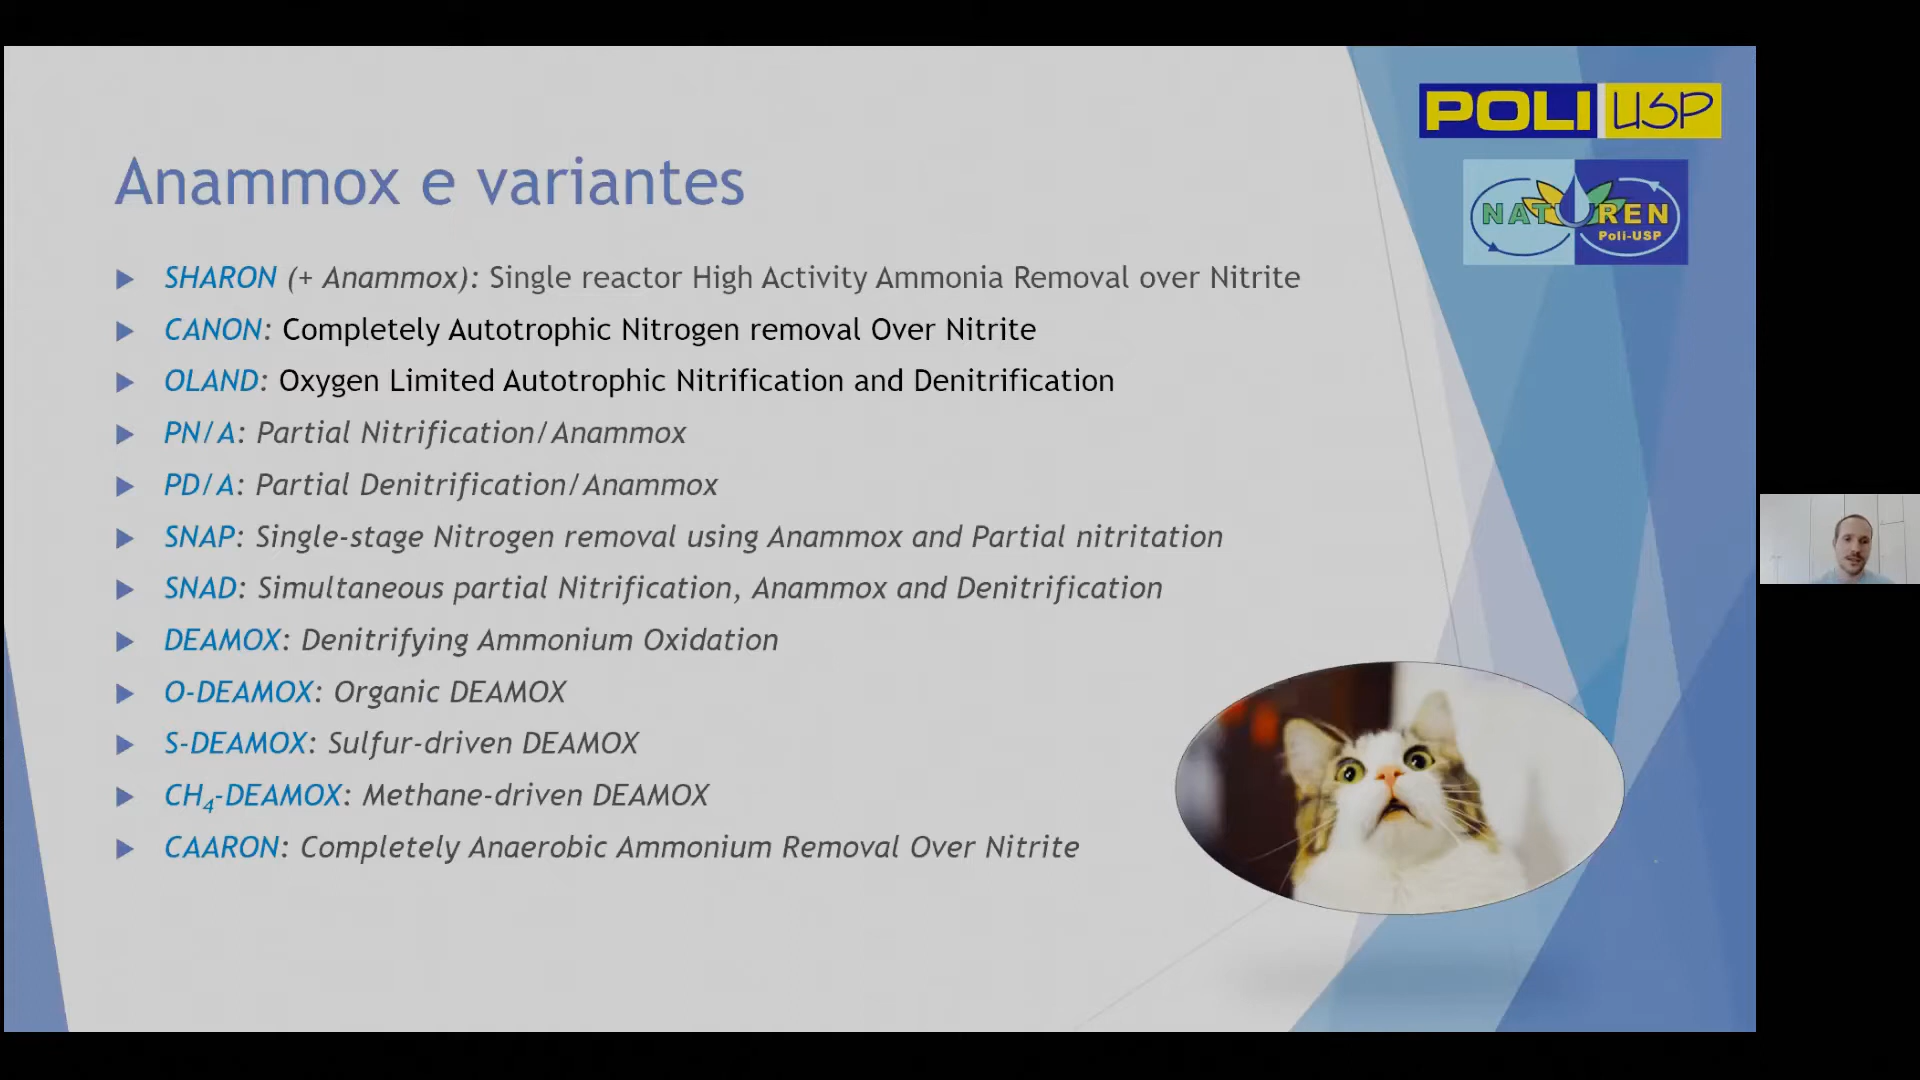 POLI USP
NATUREN
Poli-USP
Anammox e variantes
SHARON (+ Anammox): Single reactor High Activity Ammonia Removal over Nitrite
CANON: Completely Autotrophic Nitrogen removal Over Nitrite
OLAND: Oxygen Limited Autotrophic Nitrification and Denitrification
PN/A: Partial Nitrification/Anammox
PD/A: Partial Denitrification/Anammox
SNAP: Single-stage Nitrogen removal using Anammox and Partial nitritation
SNAD: Simultaneous partial Nitrification, Anammox and Denitrification
DEAMOX: Denitrifying Ammonium Oxidation
O-DEAMOX: Organic DEAMOX
S-DEAMOX: Sulfur-driven DEAMOX
CH₄-DEAMOX: Methane-driven DEAMOX
CAARON: Completely Anaerobic Ammonium Removal Over Nitrite